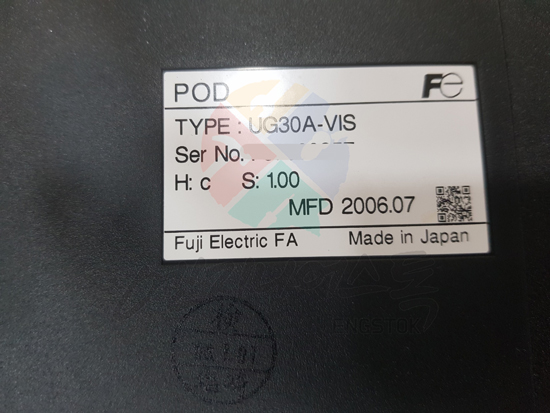 POD Fe
TYPE : UG30A-VIS
Ser No.
H: c S: 1.00
MFD 2006.07
Fuji Electric FA Made in Japan